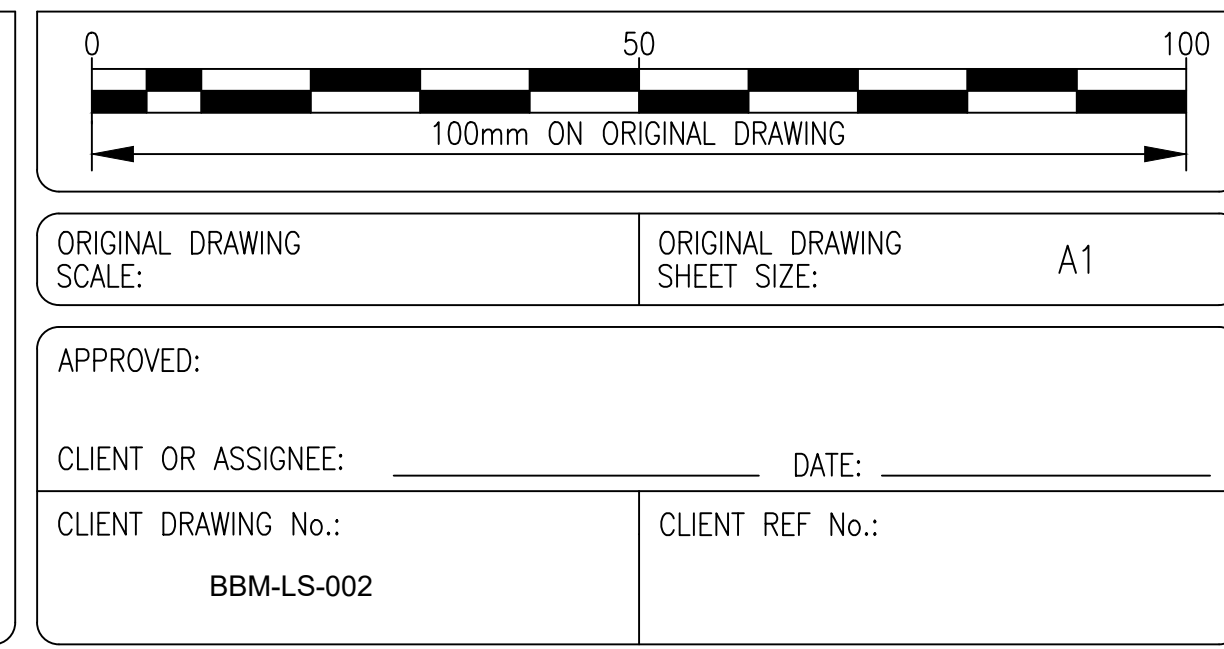 0 50 100
100mm ON ORIGINAL DRAWING
ORIGINAL DRAWING
SCALE:
ORIGINAL DRAWING
SHEET SIZE: A1
APPROVED:
CLIENT OR ASSIGNEE: DATE:
CLIENT DRAWING No.:
BBM-LS-002
CLIENT REF No.: